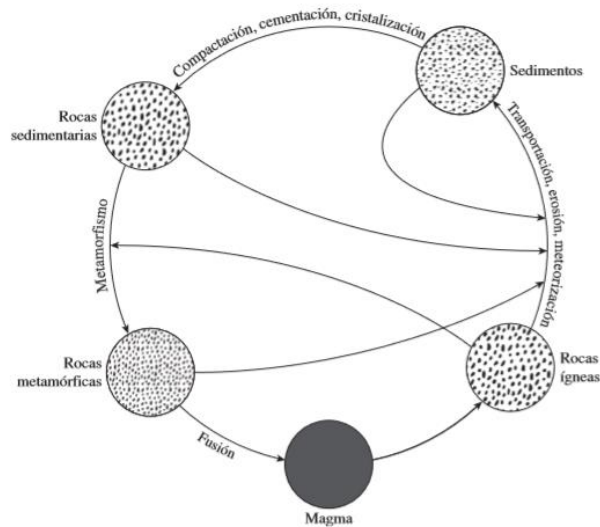 Compactación, cementación, cristalización
Sedimentos
Rocas
sedimentarias
Transportación, erosión, meteorización
Metamorfismo
Rocas
metamórficas
Rocas
ígneas
Fusión
Magma